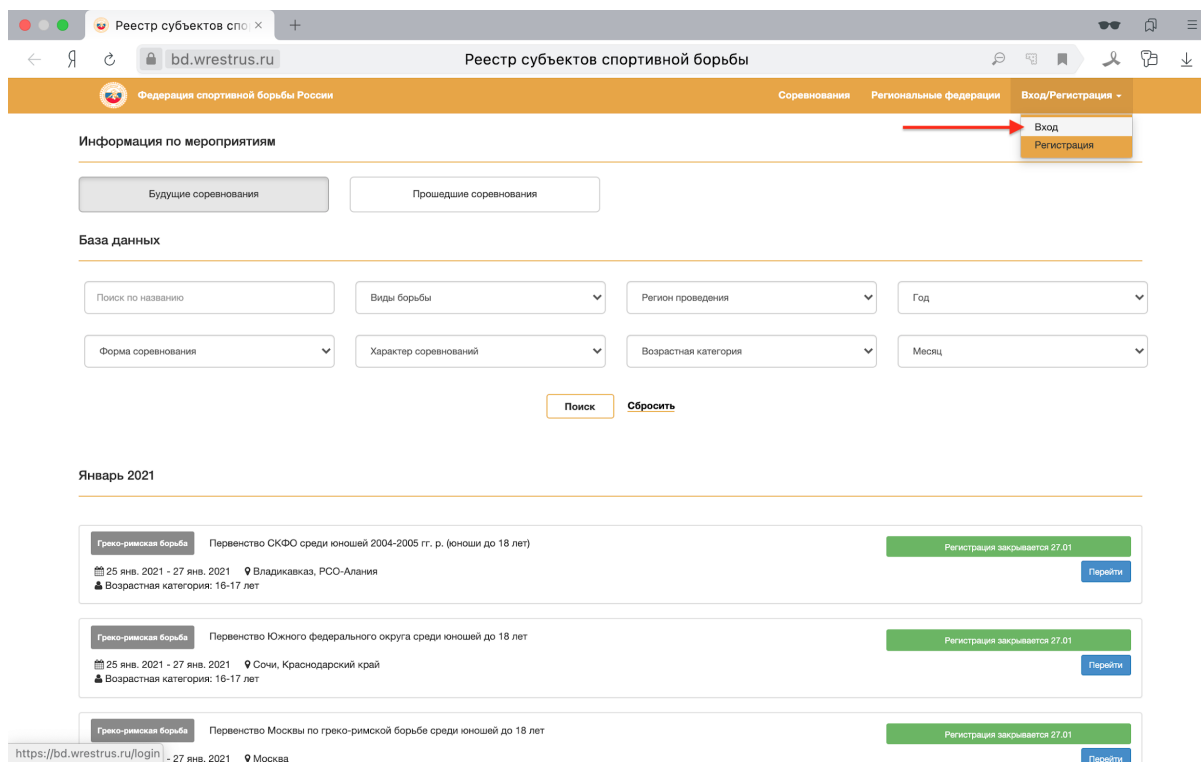 Реестр субъектов спо
bd.wrestrus.ru Реестр субъектов спортивной борьбы
Федерация спортивной борьбы России Соревнования Региональные федерации Вход/Регистрация
Вход
Регистрация
Информация по мероприятиям
Будущие соревнования Прошедшие соревнования
База данных
Поиск по названию Виды борьбы Регион проведения Год
Форма соревнования Характер соревнований Возрастная категория Месяц
Поиск Сбросить
Январь 2021
Греко-римская борьба Первенство СКФО среди юношей 2004-2005 гг. р. (юноши до 18 лет) Регистрация закрывается 27.01
25 янв. 2021 - 27 янв. 2021 Владикавказ, РСО-Алания Перейти
Возрастная категория: 16-17 лет
Греко-римская борьба Первенство Южного федерального округа среди юношей до 18 лет Регистрация закрывается 27.01
25 янв. 2021 - 27 янв. 2021 Сочи, Краснодарский край Перейти
Возрастная категория: 16-17 лет
Греко-римская борьба Первенство Москвы по греко-римской борьбе среди юношей до 18 лет Регистрация закрывается 27.01
https://bd.wrestrus.ru/login - 27 янв. 2021 Москва Перейти